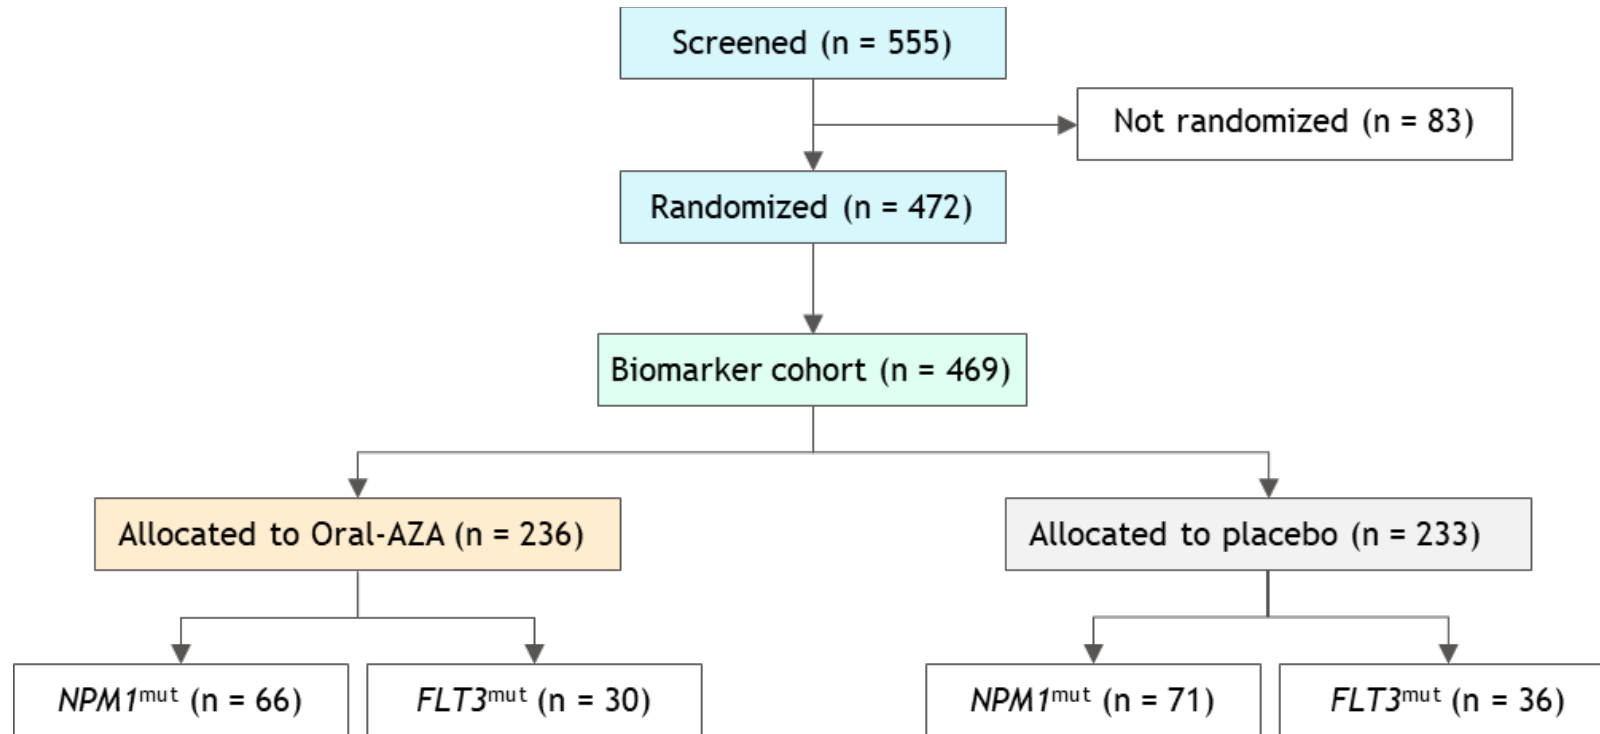 Screened (n = 555)
Not randomized (n = 83)
Randomized (n = 472)
Biomarker cohort (n = 469)
Allocated to Oral-AZA (n = 236)
Allocated to placebo (n = 233)
NPM1mut (n = 66)
FLT3mut (n = 30)
NPM1mut (n = 71)
FLT3mut (n = 36)